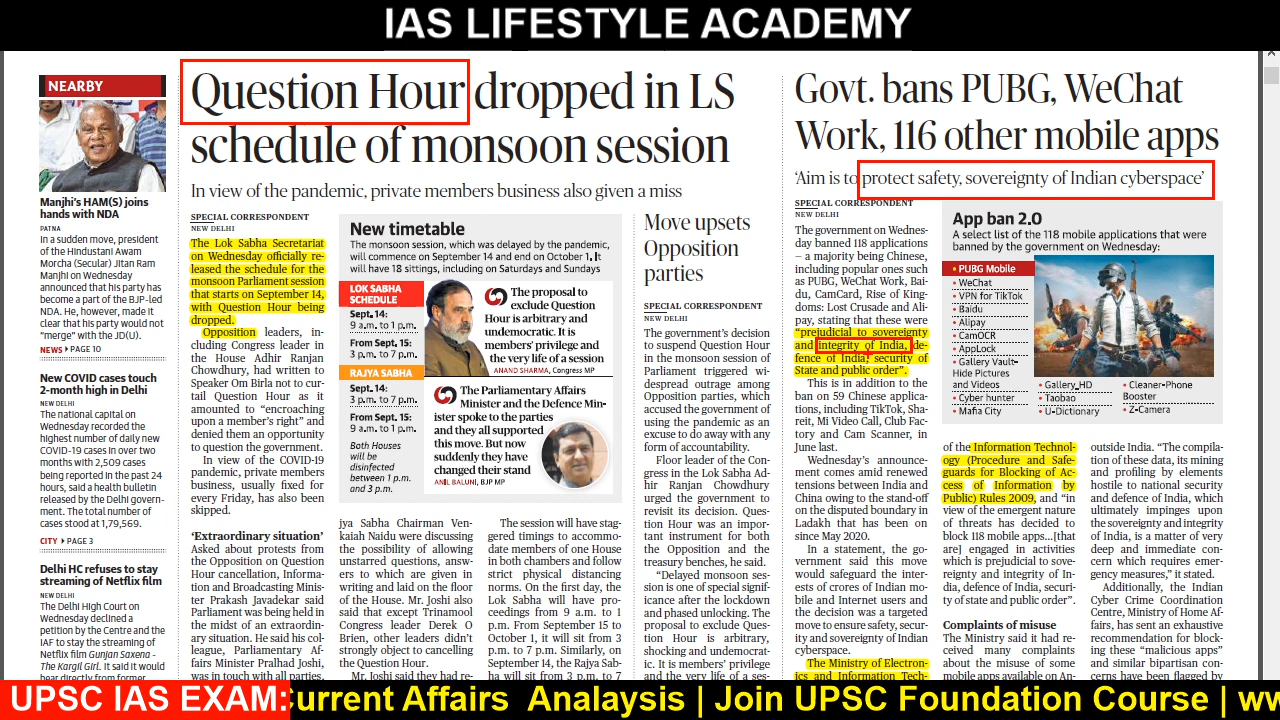 IAS LIFESTYLE ACADEMY
NEARBY
Manjhi's HAM(S) joins
hands with NDA
PATNA
In a sudden move, president
of the Hindustani Awam
Morcha (Secular) Jitan Ram
Manjhi on Wednesday
announced that his party has
become a part of the BJP-led
NDA. He, however, made it
clear that his party would not
"merge" with the JD(U).
NEWS ▸ PAGE 10
New COVID cases touch
2-month high in Delhi
NEW DELHI
The national capital on
Wednesday recorded the
highest number of daily new
COVID-19 cases in over two
months with 2,509 cases
being reported in the past 24
hours, said a health bulletin
released by the Delhi govern-
ment. The total number of
cases stood at 1,79,569.
CITY ▸ PAGE 3
Delhi HC refuses to stay
streaming of Netflix film
NEW DELHI
The Delhi High Court on
Wednesday declined a
petition by the Centre and the
IAF to stay the streaming of
Netflix film Gunjan Saxena -
The Kargil Girl. It said it would
hear directly from former
Question Hour dropped in LS
schedule of monsoon session
In view of the pandemic, private members business also given a miss
SPECIAL CORRESPONDENT
NEW DELHI
The Lok Sabha Secretariat
on Wednesday officially re-
leased the schedule for the
monsoon Parliament session
that starts on September 14,
with Question Hour being
dropped.
Opposition leaders, in-
cluding Congress leader in
the House Adhir Ranjan
Chowdhury, had written to
Speaker Om Birla not to cur-
tail Question Hour as it
amounted to "encroaching
upon a member's right" and
denied them an opportunity
to question the government.
In view of the COVID-19
pandemic, private members
business, usually fixed for
every Friday, has also been
skipped.
'Extraordinary situation'
Asked about protests from
the Opposition on Question
Hour cancellation, Informa-
tion and Broadcasting Minis-
ter Prakash Javadekar said
Parliament was being held in
the midst of an extraordin-
ary situation. He said his col-
league, Parliamentary Af-
fairs Minister Pralhad Joshi,
was in touch with all parties.
New timetable
The monsoon session, which was delayed by the pandemic,
will commence on September 14 and end on October 1. It
will have 18 sittings, including on Saturdays and Sundays
LOK SABHA
SCHEDULE
Sept. 14:
9 a.m. to 1 p.m.
From Sept. 15:
3 p.m. to 7 p.m.
RAJYA SABHA
Sept. 14:
3 p.m. to 7 p.m.
From Sept. 15:
9 a.m. to 1 p.m.
Both Houses
will be
disinfected
between 1 p.m.
and 3 p.m.
The proposal to
exclude Question
Hour is arbitrary and
undemocratic. It is
members' privilege and
the very life of a session
ANAND SHARMA, Congress MP
The Parliamentary Affairs
Minister and the Defence Min-
ister spoke to the parties
and they all supported
this move. But now
suddenly they have
changed their stand
ANIL BALUNI, BJP MP
jya Sabha Chairman Ven-
kaiah Naidu were discussing
the possibility of allowing
unstarred questions, answ-
ers to which are given in
writing and laid on the floor
of the House. Mr. Joshi also
said that except Trinamool
Congress leader Derek O
Brien, other leaders didn't
strongly object to cancelling
the Question Hour.
Mr. Joshi said they had re-
The session will have stag-
gered timings to accommo-
date members of one House
in both chambers and follow
strict physical distancing
norms. On the first day, the
Lok Sabha will have pro-
ceedings from 9 a.m. to 1
p.m. From September 15 to
October 1, it will sit from 3
p.m. to 7 p.m. Similarly, on
September 14, the Rajya Sab-
ha will sit from 3 p.m. to 7
Move upsets
Opposition
parties
SPECIAL CORRESPONDENT
NEW DELHI
The government's decision
to suspend Question Hour
in the monsoon session of
Parliament triggered wi-
despread outrage among
Opposition parties, which
accused the government of
using the pandemic as an
excuse to do away with any
form of accountability.
Floor leader of the Con-
gress in the Lok Sabha Ad-
hir Ranjan Chowdhury
urged the government to
revisit its decision. Ques-
tion Hour was an impor-
tant instrument for both
the Opposition and the
treasury benches, he said.
"Delayed monsoon ses-
sion is of special signif-
icance after the lockdown
and phased unlocking. The
proposal to exclude Ques-
tion Hour is arbitrary,
shocking and undemocrat-
ic. It is members' privilege
and the very life of a ses-
Govt. bans PUBG, WeChat
Work, 116 other mobile apps
'Aim is to protect safety, sovereignty of Indian cyberspace'
SPECIAL CORRESPONDENT
NEW DELHI
The government on Wednes-
day banned 118 applications
– a majority being Chinese,
including popular ones such
as PUBG, WeChat Work, Bai-
du, CamCard, Rise of King-
doms: Lost Crusade and Ali-
pay, stating that these were
"prejudicial to sovereignty
and integrity of India, de-
fence of India, security of
State and public order".
This is in addition to the
ban on 59 Chinese applica-
tions, including TikTok, Sha-
reit, Mi Video Call, Club Fac-
tory and Cam Scanner, in
June last.
Wednesday's announce-
ment comes amid renewed
tensions between India and
China owing to the stand-off
on the disputed boundary in
Ladakh that has been on
since May 2020.
In a statement, the go-
vernment said this move
would safeguard the inter-
ests of crores of Indian mo-
bile and Internet users and
the decision was a targeted
move to ensure safety, secur-
ity and sovereignty of Indian
cyberspace.
The Ministry of Electron-
ics and Information Tech-
App ban 2.0
A select list of the 118 mobile applications that were
banned by the government on Wednesday:
• PUBG Mobile
• WeChat
• VPN for TikTok
• Baidu
• Alipay
• CamOCR
• AppLock
• Gallery Vault-
Hide Pictures
and Videos
• Cyber hunter
• Mafia City
• Gallery_HD
• Taobao
• U-Dictionary
• Cleaner-Phone
Booster
• Z-Camera
of the Information Technol-
ogy (Procedure and Safe-
guards for Blocking of Ac-
cess of Information by
Public) Rules 2009, and "in
view of the emergent nature
of threats has decided to
block 118 mobile apps...[that
are] engaged in activities
which is prejudicial to sove-
reignty and integrity of In-
dia, defence of India, securi-
ty of state and public order".
Complaints of misuse
The Ministry said it had re-
ceived many complaints
about the misuse of some
mobile apps available on An-
outside India. "The compila-
tion of these data, its mining
and profiling by elements
hostile to national security
and defence of India, which
ultimately impinges upon
the sovereignty and integrity
of India, is a matter of very
deep and immediate con-
cern which requires emer-
gency measures," it stated.
Additionally, the Indian
Cyber Crime Coordination
Centre, Ministry of Home Af-
fairs, has sent an exhaustive
recommendation for block-
ing these "malicious apps"
and similar bipartisan con-
cerns have been flagged by
UPSC IAS EXAM: Current Affairs Analaysis | Join UPSC Foundation Course | ww